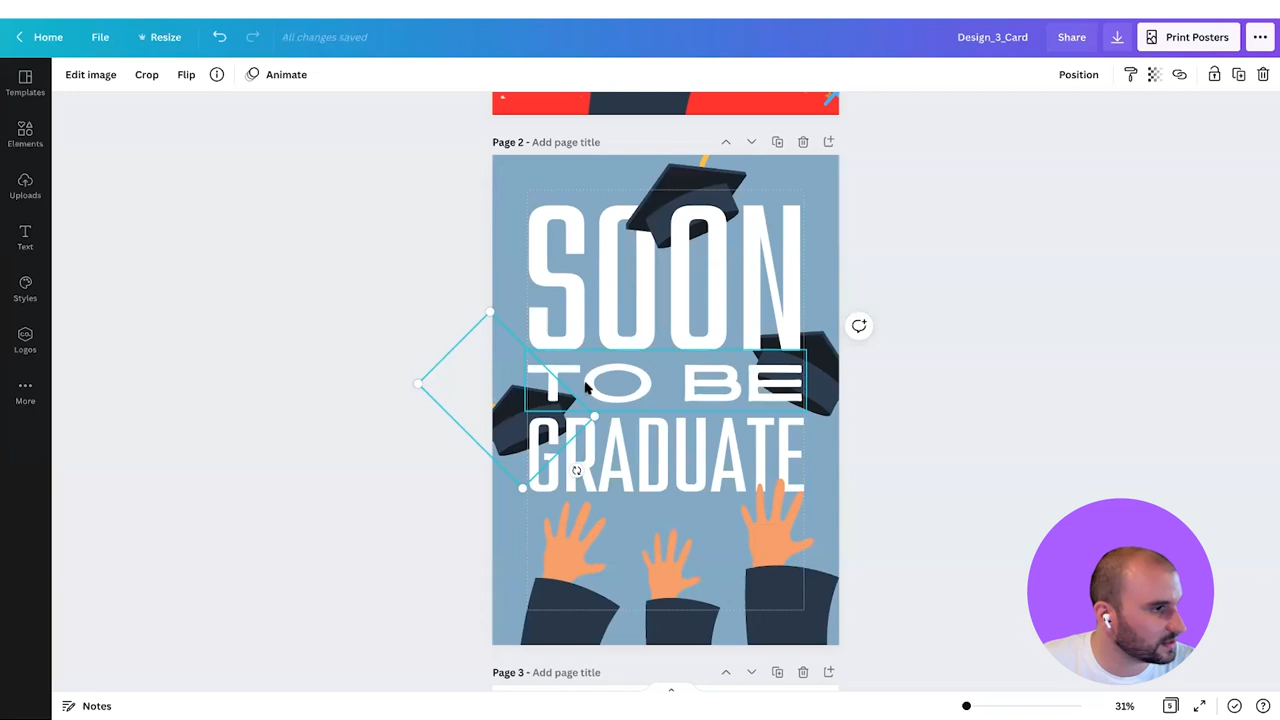 Home File Resize All changes saved Design_3_Card Share Print Posters
Edit image Crop Flip Animate Position
Templates
Elements
Uploads
Text
Styles
CO.
Logos
More
Page 2 - Add page title
SOON
TO BE
GRADUATE
Page 3 - Add page title
Notes 31% 5